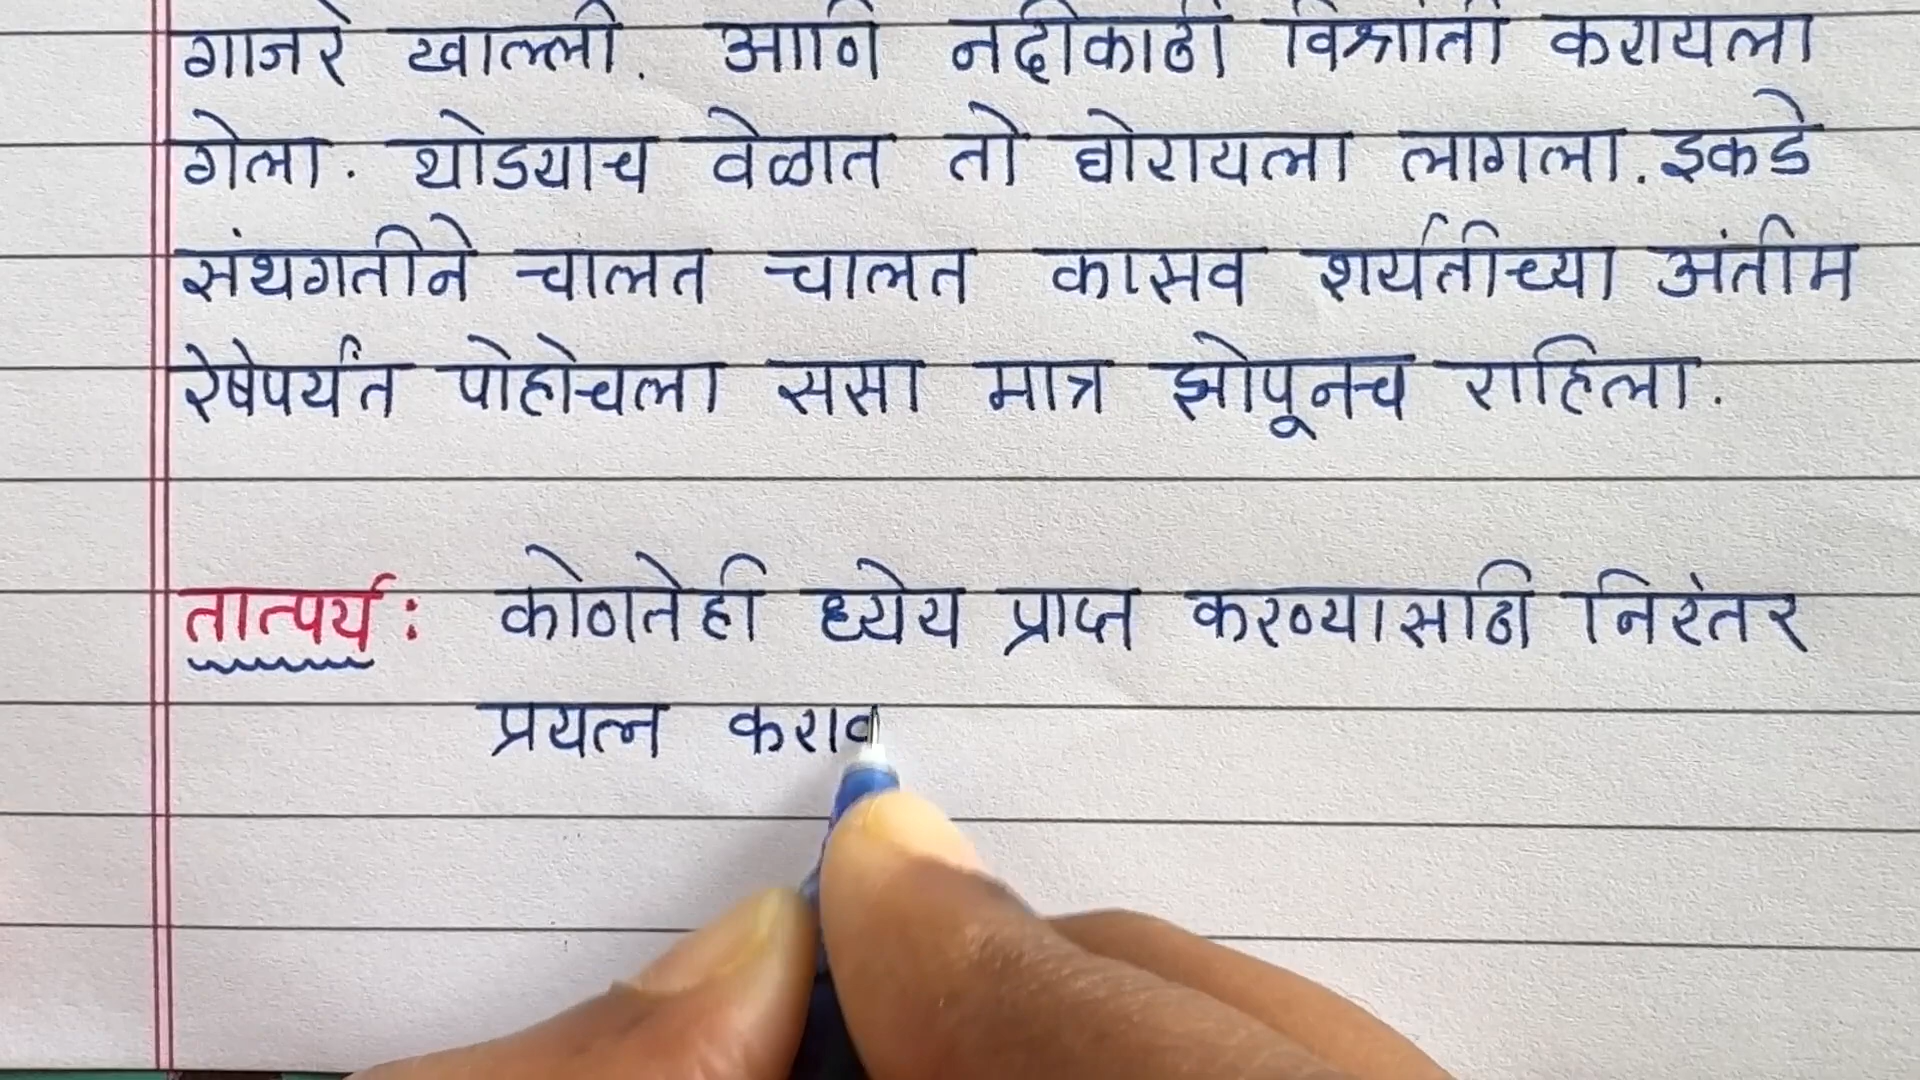 गाजरे खाल्ली. आणि नदीकाठी विश्रांती करायला
गेला. थोड्याच वेळात तो घोरायला लागला. इकडे
संथगतीने चालत चालत कासव शर्यतीच्या अंतीम
रेषेपर्यंत पोहोचला ससा मात्र झोपूनच राहिला.
तात्पर्य : कोणतेही ध्येय प्राप्त करण्यासाठी निरंतर
प्रयत्न कराव